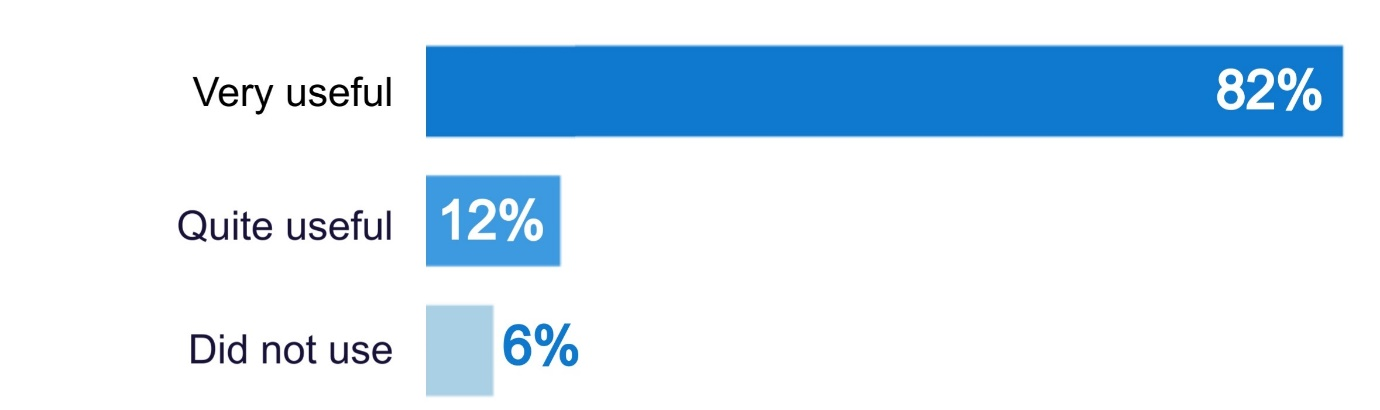 Very useful 82%
Quite useful 12%
Did not use 6%